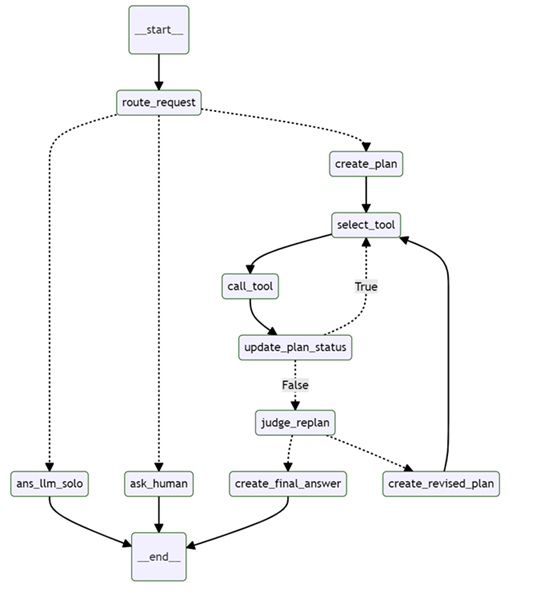 __start__
route_request
create_plan
select_tool
call_tool
True
update_plan_status
False
judge_replan
ans_llm_solo
ask_human
create_final_answer
create_revised_plan
__end__